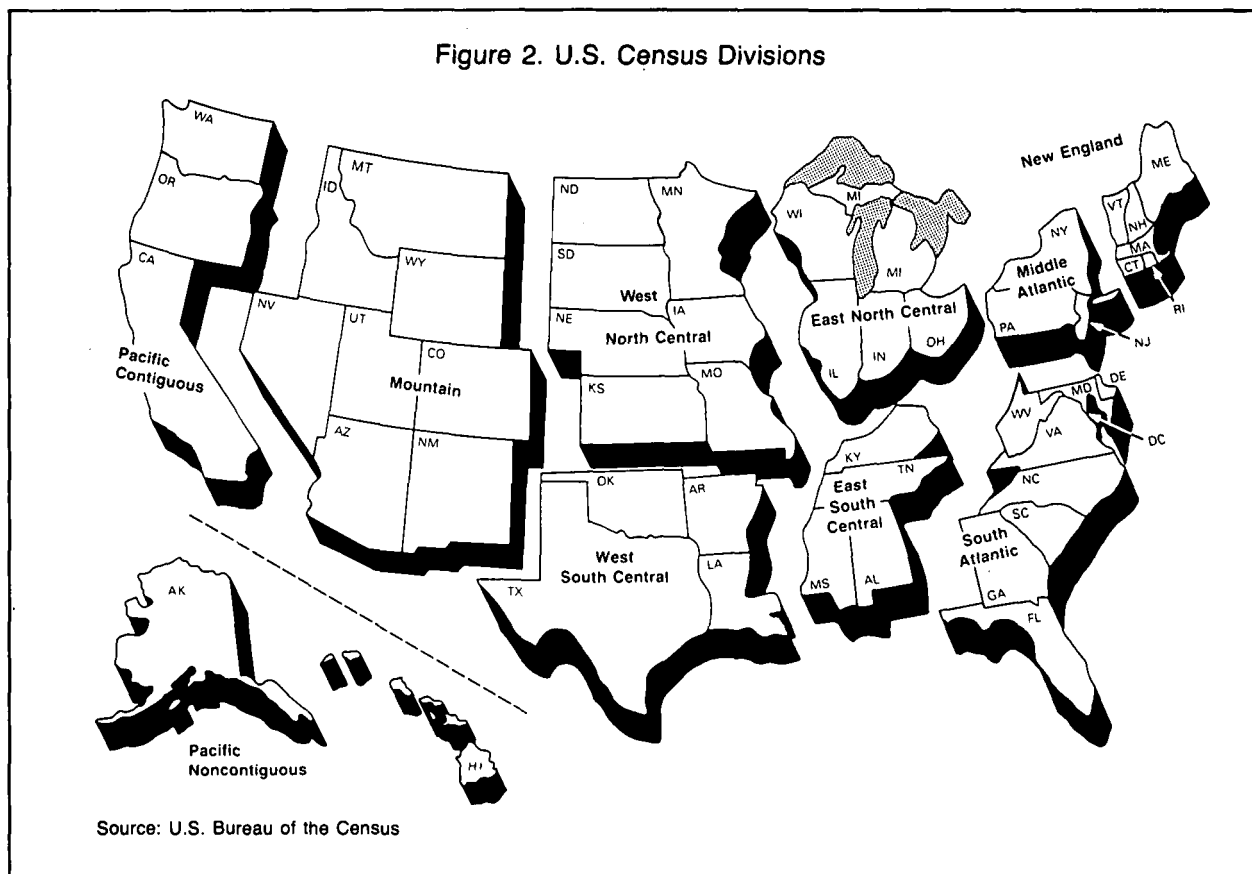 Figure 2. U.S. Census Divisions
WA
OR
CA
Pacific
Contiguous
MT
ID
WY
NV
UT
CO
Mountain
AZ
NM
ND
MN
SD
West
North Central
NE
IA
KS
MO
WI
MI
MI
East North Central
IL
IN
OH
New England
ME
VT
NH
MA
CT
RI
NY
Middle
Atlantic
PA
NJ
OK
AR
West
South Central
TX
LA
KY
TN
East
South
Central
MS
AL
DE
MD
WV
VA
DC
NC
SC
South
Atlantic
GA
FL
AK
Pacific
Noncontiguous
HI
Source: U.S. Bureau of the Census